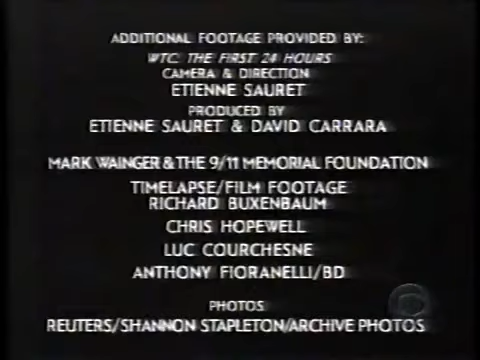 ADDITIONAL FOOTAGE PROVIDED BY:
WTC: THE FIRST 24 HOURS
CAMERA & DIRECTION
ETIENNE SAURET
PRODUCED BY
ETIENNE SAURET & DAVID CARRARA
MARK WAINGER & THE 9/11 MEMORIAL FOUNDATION
TIMELAPSE/FILM FOOTAGE
RICHARD BUXENBAUM
CHRIS HOPEWELL
LUC COURCHESNE
ANTHONY FIORANELLI/BD
PHOTOS
REUTERS/SHANNON STAPLETON/ARCHIVE PHOTOS